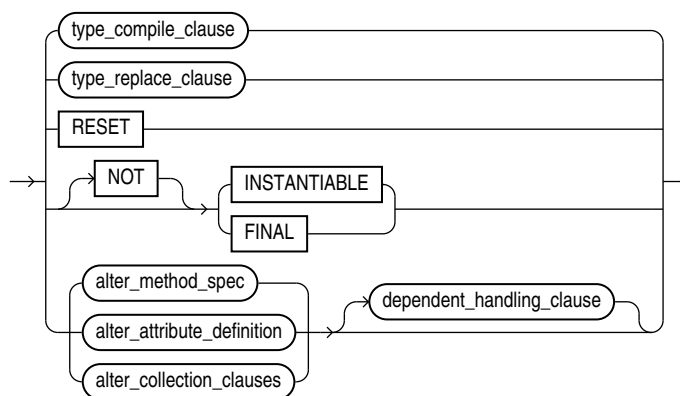 type_compile_clause
type_replace_clause
RESET
NOT
INSTANTIABLE
FINAL
alter_method_spec
dependent_handling_clause
alter_attribute_definition
alter_collection_clauses